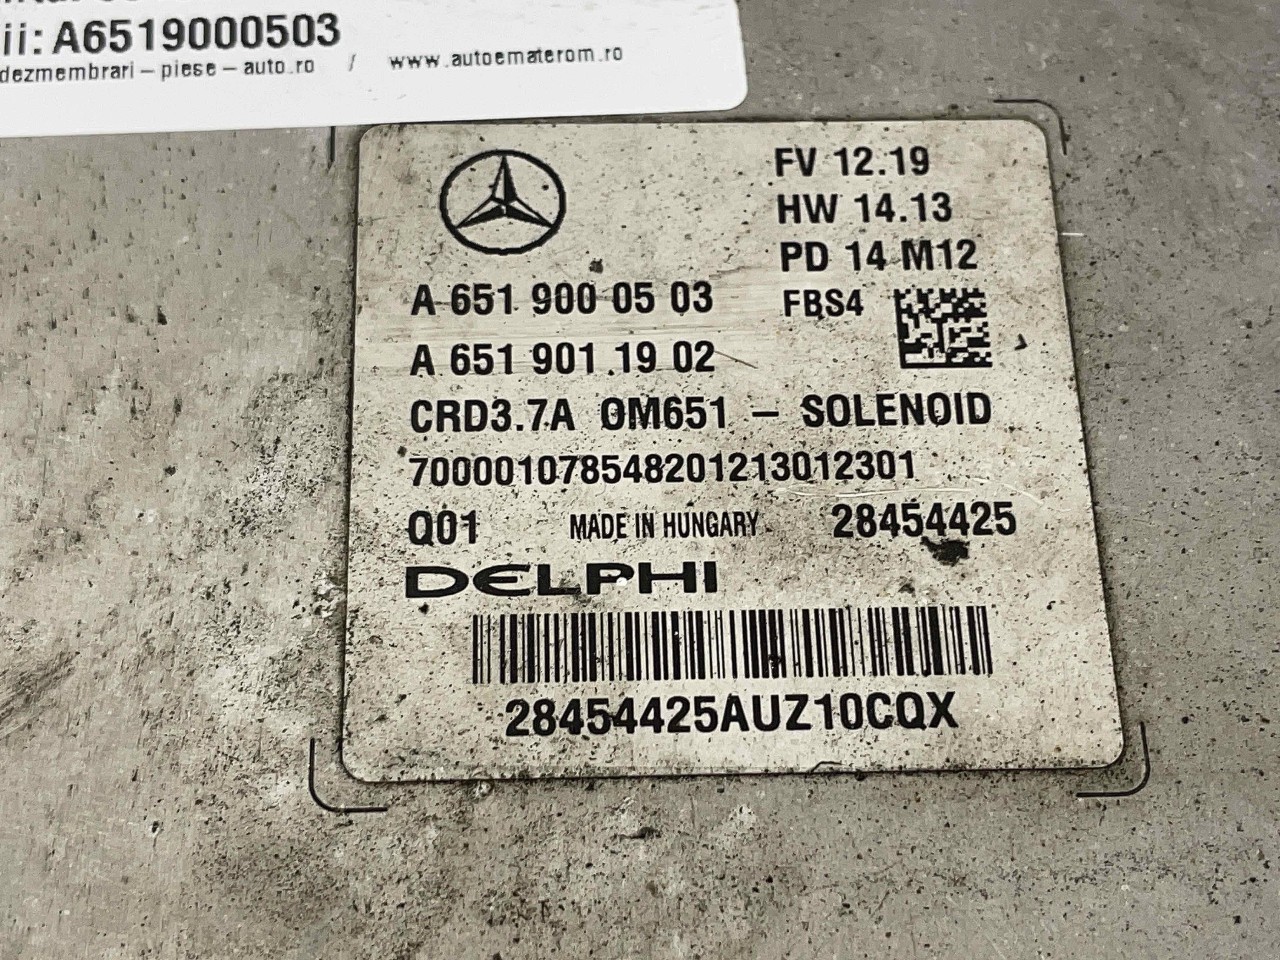 ii: A6519000503
dezmembrari-piese-auto.ro / www.autoematerom.ro
FV 12.19
HW 14.13
PD 14 M12
A 651 900 05 03 FBS4
A 651 901 19 02
CRD3.7A OM651 - SOLENOID
700001078548201213012301
Q01 MADE IN HUNGARY 28454425
DELPHI
28454425AUZ10CQX